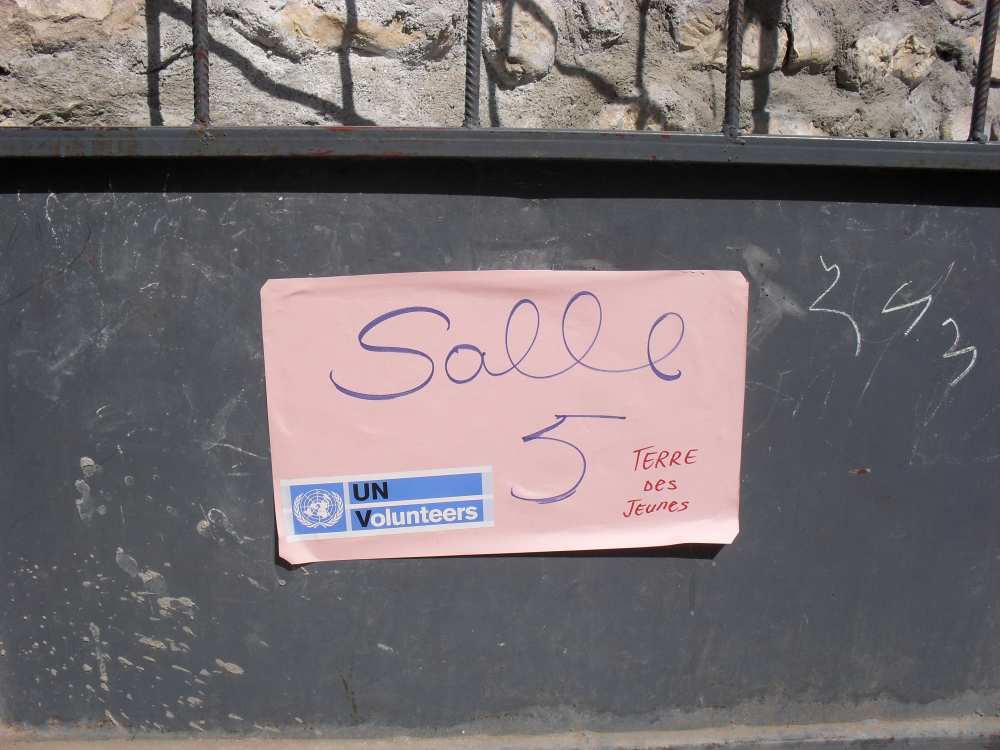 Salle
5
TERRE
Des
Jeunes
UN
Volunteers